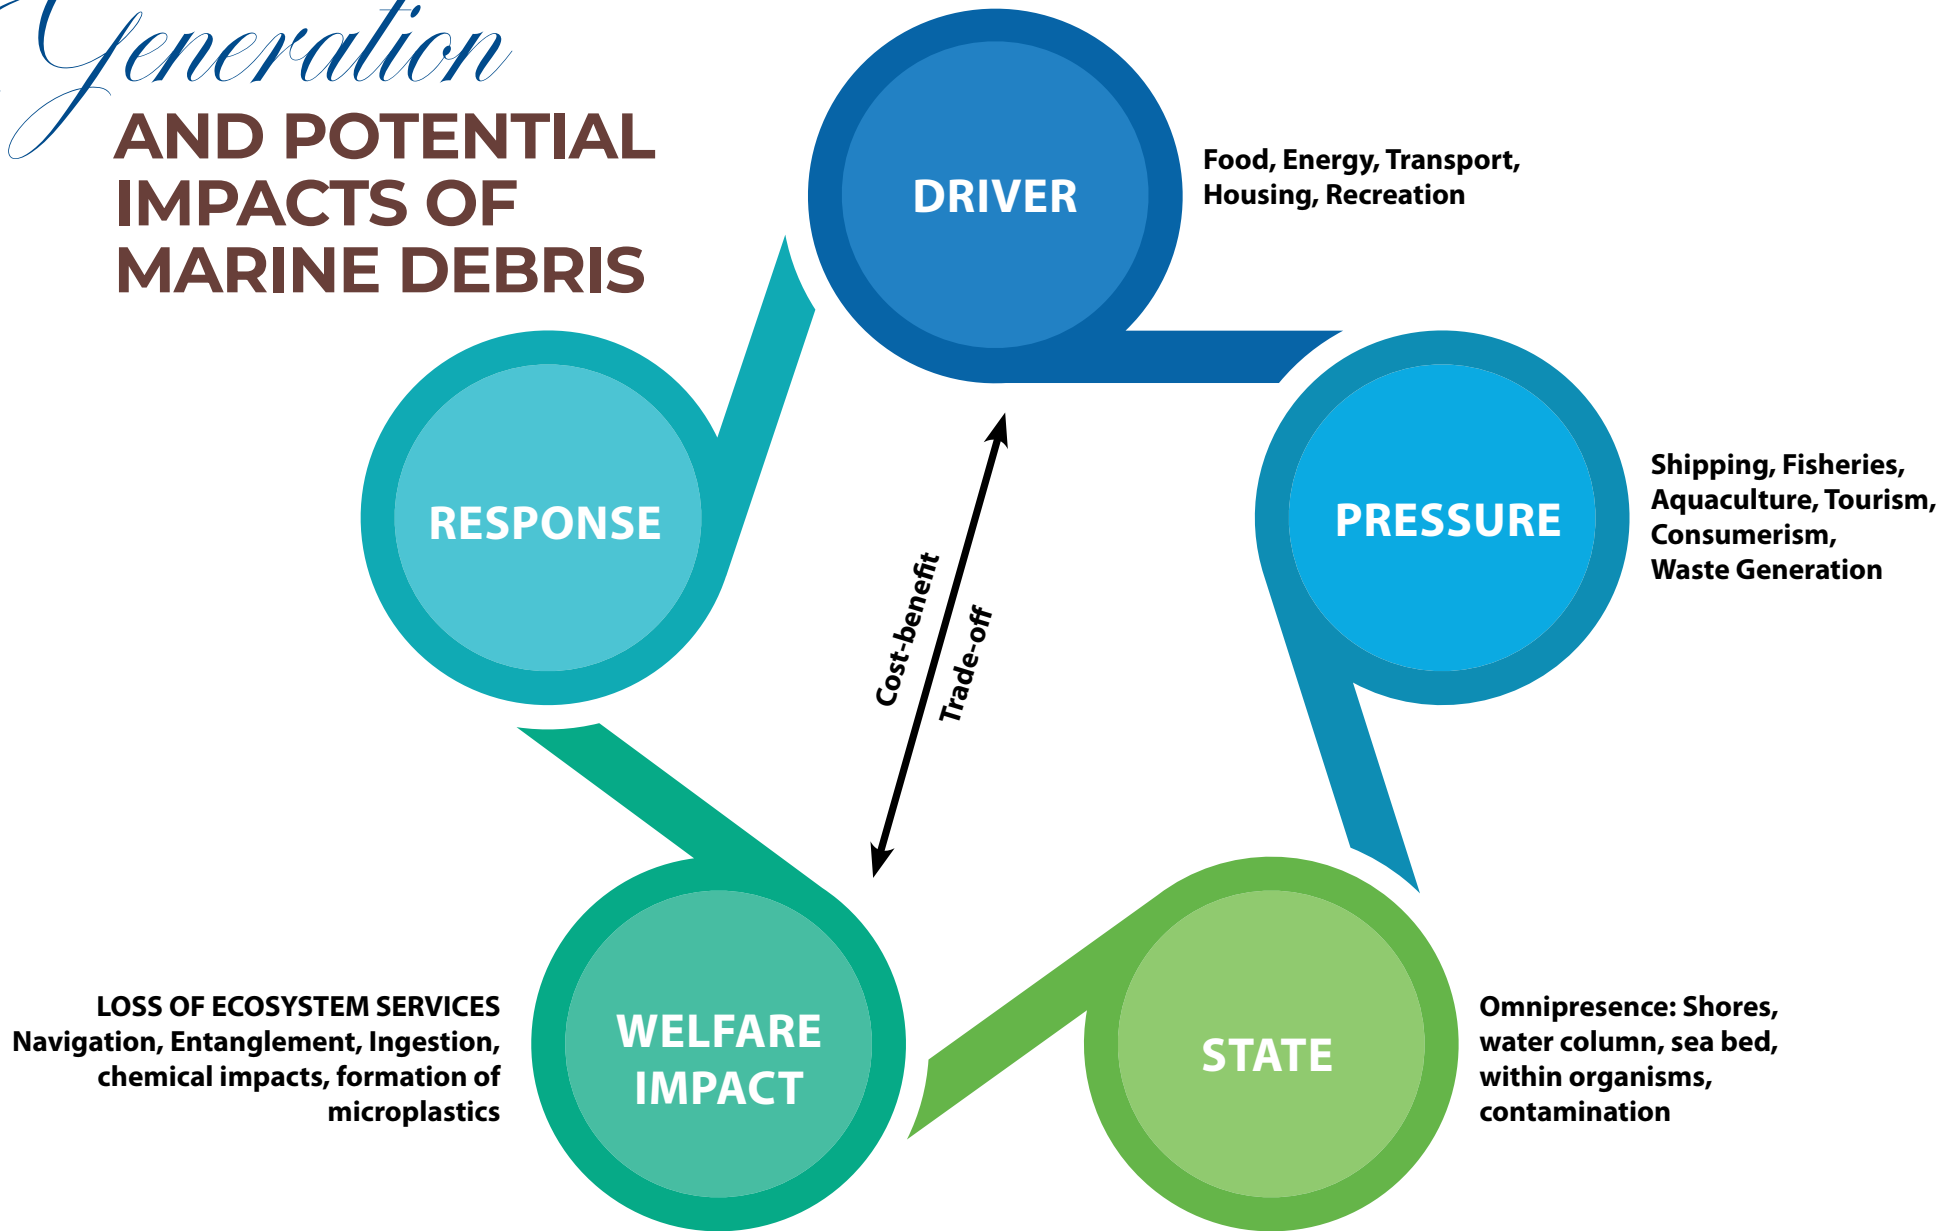 Generation
AND POTENTIAL
IMPACTS OF
MARINE DEBRIS
DRIVER
Food, Energy, Transport,
Housing, Recreation
PRESSURE
Shipping, Fisheries,
Aquaculture, Tourism,
Consumerism,
Waste Generation
STATE
Omnipresence: Shores,
water column, sea bed,
within organisms,
contamination
WELFARE
IMPACT
LOSS OF ECOSYSTEM SERVICES
Navigation, Entanglement, Ingestion,
chemical impacts, formation of
microplastics
RESPONSE
Cost-benefit
Trade-off